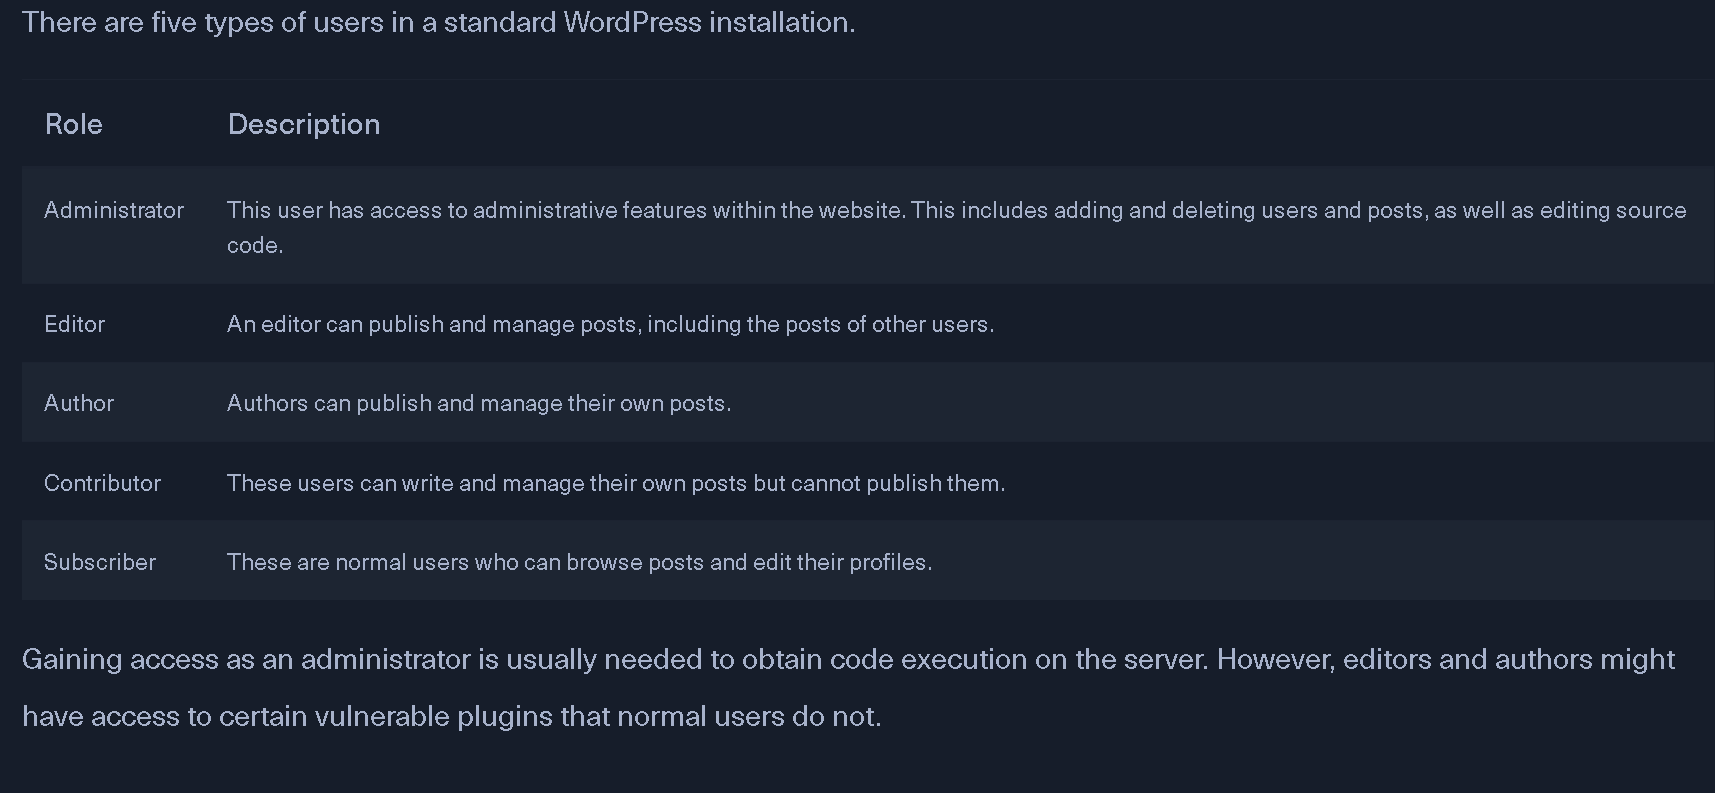 There are five types of users in a standard WordPress installation.
Role Description
Administrator This user has access to administrative features within the website. This includes adding and deleting users and posts, as well as editing source
code.
Editor An editor can publish and manage posts, including the posts of other users.
Author Authors can publish and manage their own posts.
Contributor These users can write and manage their own posts but cannot publish them.
Subscriber These are normal users who can browse posts and edit their profiles.
Gaining access as an administrator is usually needed to obtain code execution on the server. However, editors and authors might
have access to certain vulnerable plugins that normal users do not.